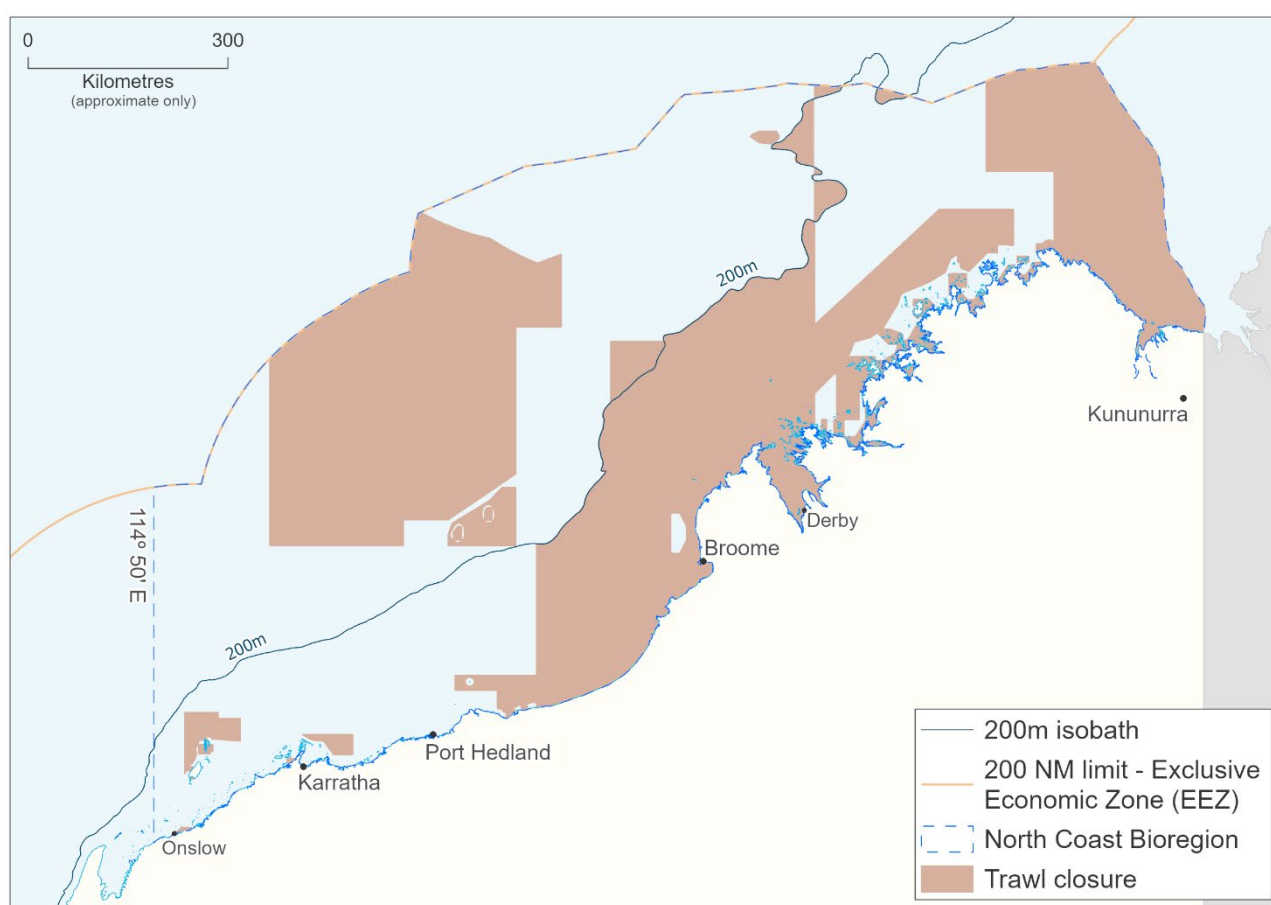 0 300
Kilometres
(approximate only)
200m
Kununurra
Derby
Broome
114º 50' E
200m
Port Hedland
Karratha
Onslow
200m isobath
200 NM limit - Exclusive
Economic Zone (EEZ)
North Coast Bioregion
Trawl closure